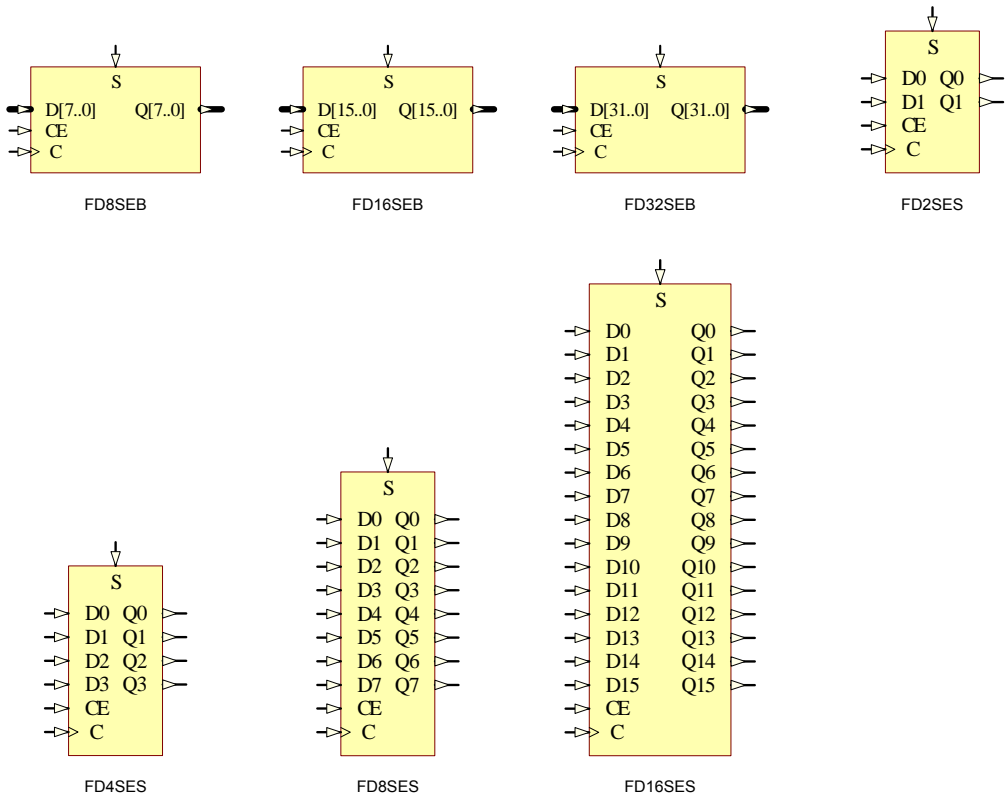 S
D[7..0] Q[7..0]
CE
C
FD8SEB
S
D[15..0] Q[15..0]
CE
C
FD16SEB
S
D[31..0] Q[31..0]
CE
C
FD32SEB
S
D0 Q0
D1 Q1
CE
C
FD2SES
S
D0 Q0
D1 Q1
D2 Q2
D3 Q3
CE
C
FD4SES
S
D0 Q0
D1 Q1
D2 Q2
D3 Q3
D4 Q4
D5 Q5
D6 Q6
D7 Q7
CE
C
FD8SES
S
D0 Q0
D1 Q1
D2 Q2
D3 Q3
D4 Q4
D5 Q5
D6 Q6
D7 Q7
D8 Q8
D9 Q9
D10 Q10
D11 Q11
D12 Q12
D13 Q13
D14 Q14
D15 Q15
CE
C
FD16SES